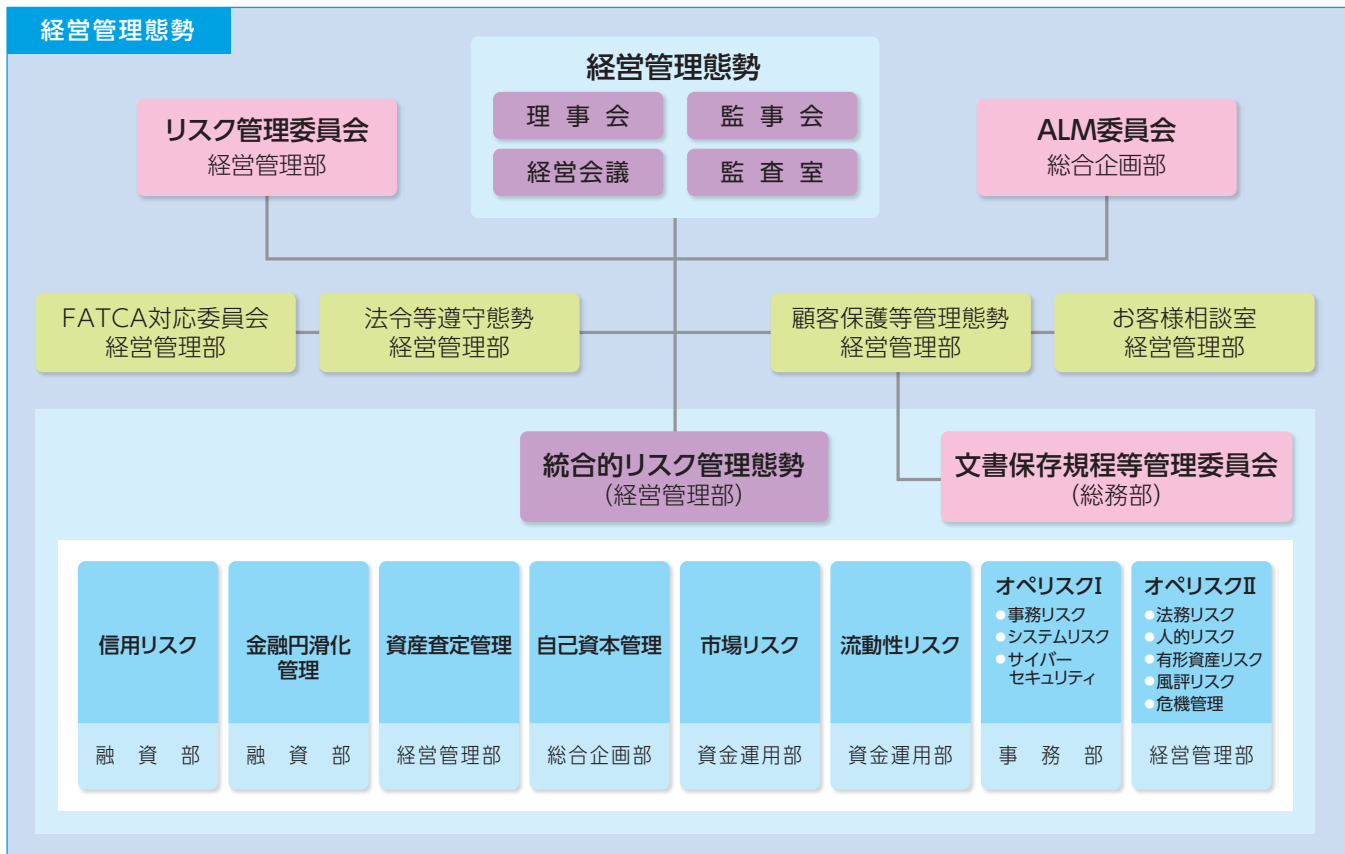 経営管理態勢
経営管理態勢
理事会
監事会
経営会議
監査室
リスク管理委員会
経営管理部
ALM委員会
総合企画部
FATCA対応委員会
経営管理部
法令等遵守態勢
経営管理部
顧客保護等管理態勢
経営管理部
お客様相談室
経営管理部
統合的リスク管理態勢
（経営管理部）
文書保存規程等管理委員会
（総務部）
信用リスク
融資部
金融円滑化
管理
融資部
資産査定管理
経営管理部
自己資本管理
総合企画部
市場リスク
資金運用部
流動性リスク
資金運用部
オペリスクⅠ
●事務リスク
●システムリスク
●サイバー
セキュリティ
事務部
オペリスクⅡ
●法務リスク
●人的リスク
●有形資産リスク
●風評リスク
●危機管理
経営管理部